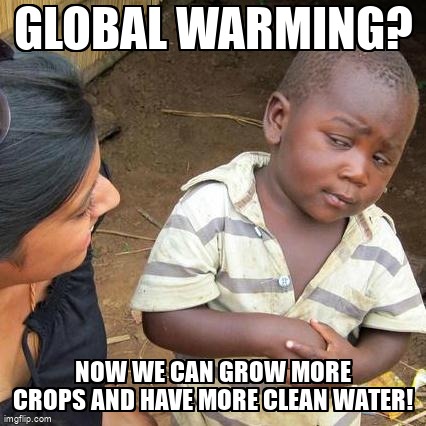 GLOBAL WARMING?
NOW WE CAN GROW MORE
CROPS AND HAVE MORE CLEAN WATER!
imgflip.com